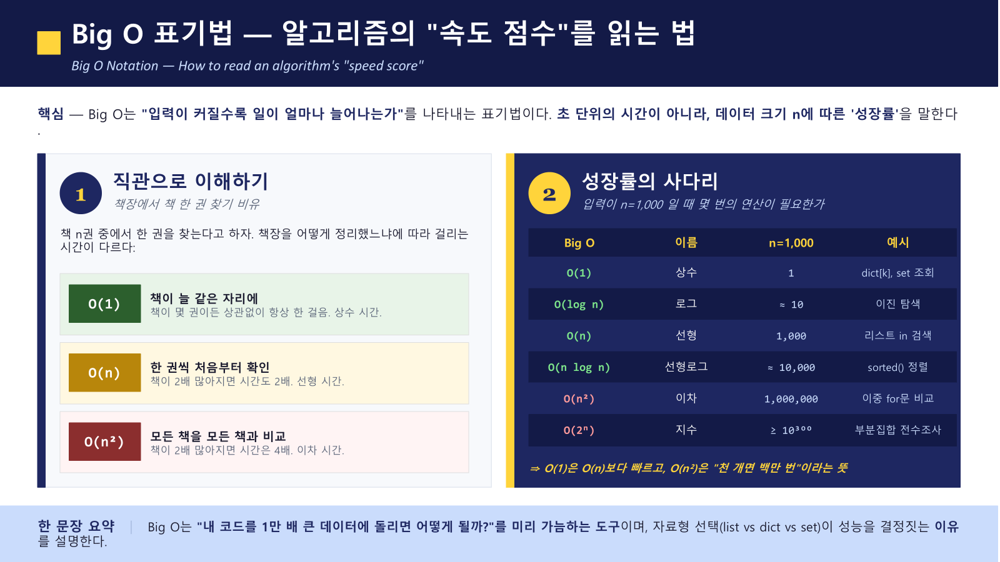 Big O 표기법 — 알고리즘의 "속도 점수"를 읽는 법
Big O Notation — How to read an algorithm's "speed score"
핵심 — Big O는 "입력이 커질수록 일이 얼마나 늘어나는가"를 나타내는 표기법이다. 초 단위의 시간이 아니라, 데이터 크기 n에 따른 '성장률'을 말한다
.
1
직관으로 이해하기
책장에서 책 한 권 찾기 비유
책 n권 중에서 한 권을 찾는다고 하자. 책장을 어떻게 정리했느냐에 따라 걸리는
시간이 다르다:
O(1)
책이 늘 같은 자리에
책이 몇 권이든 상관없이 항상 한 걸음. 상수 시간.
O(n)
한 권씩 처음부터 확인
책이 2배 많아지면 시간도 2배. 선형 시간.
O(n²)
모든 책을 모든 책과 비교
책이 2배 많아지면 시간은 4배. 이차 시간.
2
성장률의 사다리
입력이 n=1,000 일 때 몇 번의 연산이 필요한가
Big O 이름 n=1,000 예시
O(1) 상수 1 dict[k], set 조회
O(log n) 로그 ≈ 10 이진 탐색
O(n) 선형 1,000 리스트 in 검색
O(n log n) 선형로그 ≈ 10,000 sorted() 정렬
O(n²) 이차 1,000,000 이중 for문 비교
O(2ⁿ) 지수 ≥ 10³⁰⁰ 부분집합 전수조사
⇒ O(1)은 O(n)보다 빠르고, O(n²)은 "천 개면 백만 번"이라는 뜻
한 문장 요약 | Big O는 "내 코드를 1만 배 큰 데이터에 돌리면 어떻게 될까?"를 미리 가늠하는 도구이며, 자료형 선택(list vs dict vs set)이 성능을 결정짓는 이유
를 설명한다.